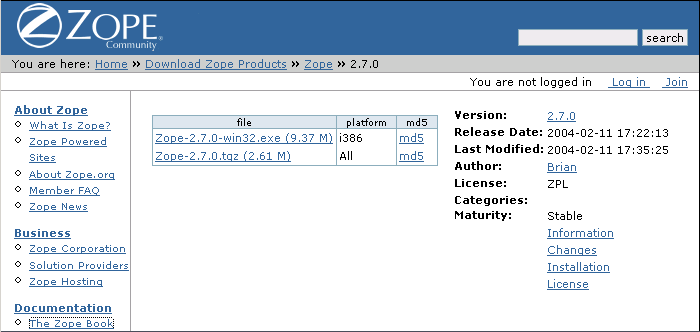 ZOPE
Community
search
You are here: Home » Download Zope Products » Zope » 2.7.0
You are not logged in Log in Join
About Zope
What Is Zope?
Zope Powered
Sites
About Zope.org
Member FAQ
Zope News
Business
Zope Corporation
Solution Providers
Zope Hosting
Documentation
The Zope Book
file platform md5
Zope-2.7.0-win32.exe (9.37 M) i386 md5
Zope-2.7.0.tgz (2.61 M) All md5
Version: 2.7.0
Release Date: 2004-02-11 17:22:13
Last Modified: 2004-02-11 17:35:25
Author: Brian
License: ZPL
Categories:
Maturity: Stable
Information
Changes
Installation
License